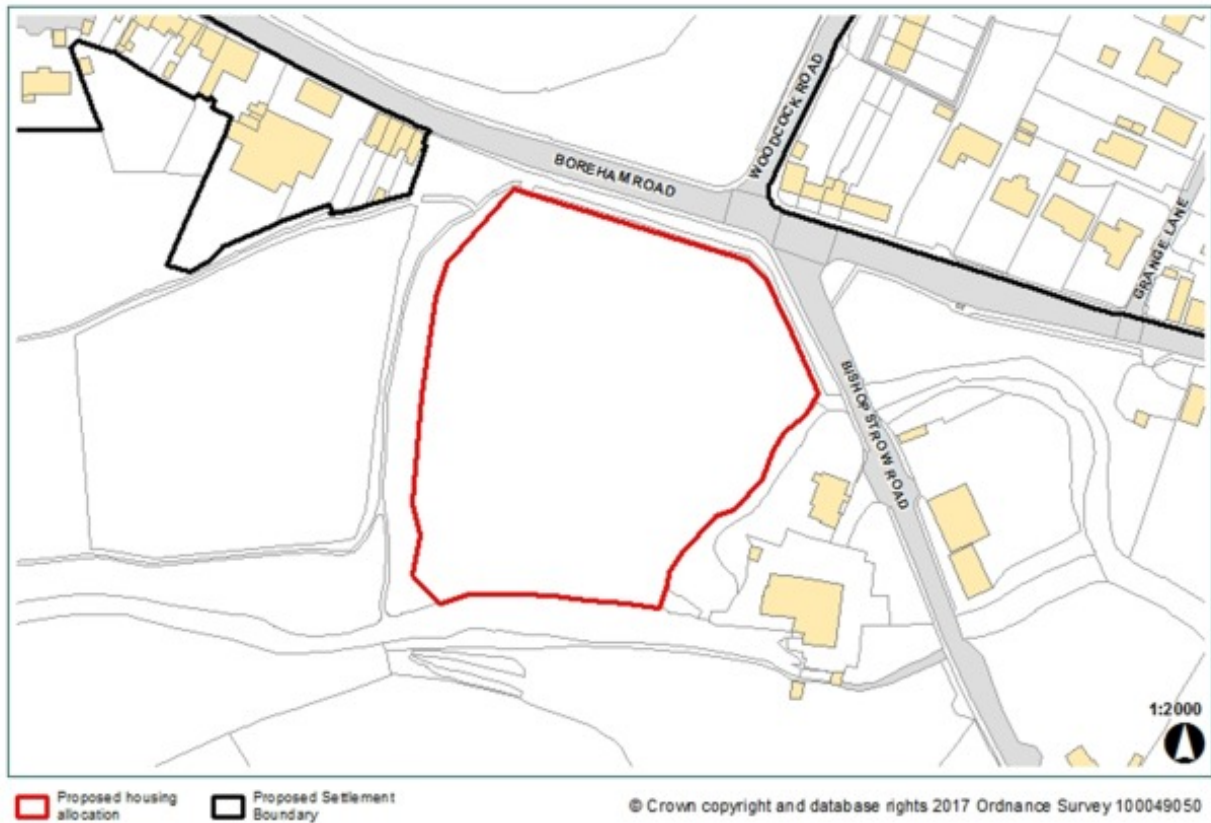 WOODCOCK ROAD
BOREHAM ROAD
GRANGE LANE
BISHOPSTROW ROAD
1:2000
Proposed housing
allocation
Proposed Settlement
Boundary
© Crown copyright and database rights 2017 Ordnance Survey 100049050